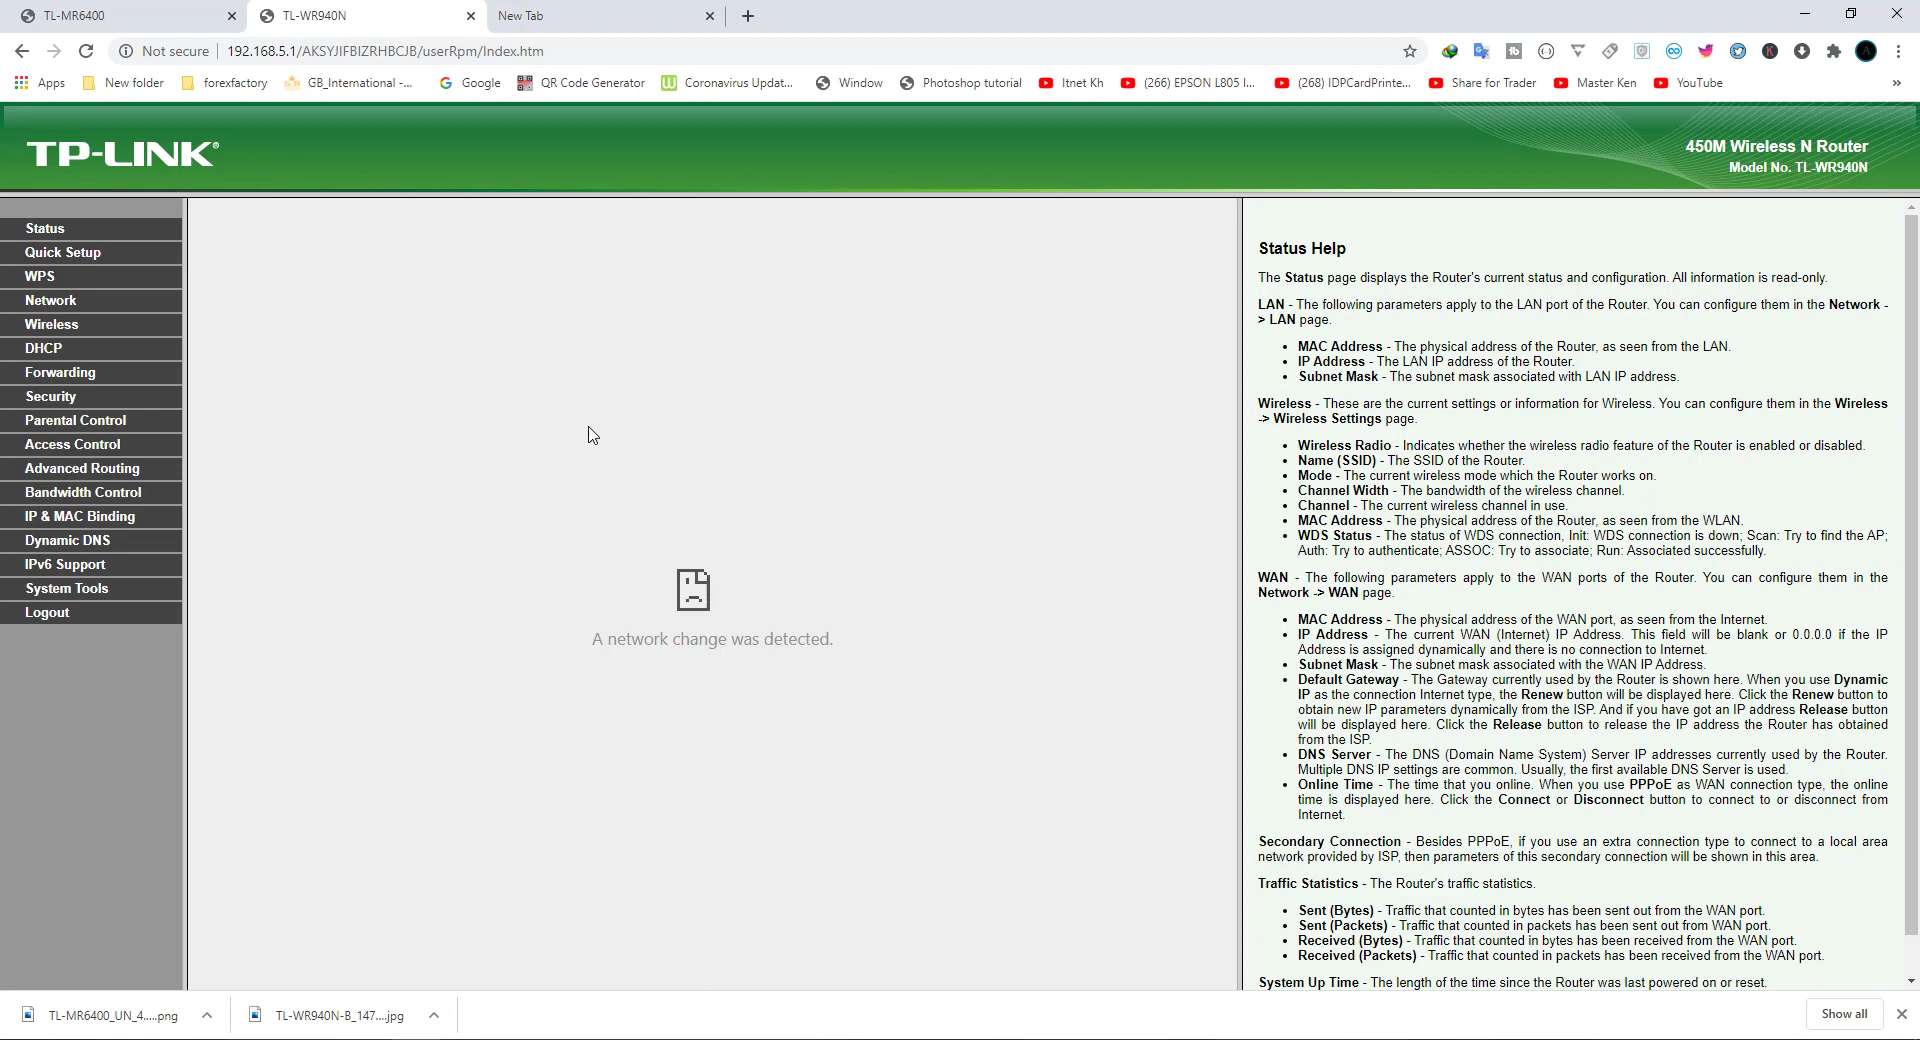 TL-MR6400
TL-WR940N
New Tab
Not secure
192.168.5.1/AKSYJIFBIZRHBCJB/userRpm/Index.htm
Apps
New folder
forexfactory
GB_International -...
Google
QR Code Generator
Coronavirus Updat...
Window
Photoshop tutorial
Itnet Kh
(266) EPSON L805 I...
(268) IDPCardPrinte...
Share for Trader
Master Ken
YouTube
»
TP-LINK®
450M Wireless N Router
Model No. TL-WR940N
Status
Quick Setup
WPS
Network
Wireless
DHCP
Forwarding
Security
Parental Control
Access Control
Advanced Routing
Bandwidth Control
IP & MAC Binding
Dynamic DNS
IPv6 Support
System Tools
Logout
A network change was detected.
Status Help
The Status page displays the Router's current status and configuration. All information is read-only.
LAN - The following parameters apply to the LAN port of the Router. You can configure them in the Network -
> LAN page.
• MAC Address - The physical address of the Router, as seen from the LAN.
• IP Address - The LAN IP address of the Router.
• Subnet Mask - The subnet mask associated with LAN IP address.
Wireless - These are the current settings or information for Wireless. You can configure them in the Wireless
-> Wireless Settings page.
• Wireless Radio - Indicates whether the wireless radio feature of the Router is enabled or disabled.
• Name (SSID) - The SSID of the Router.
• Mode - The current wireless mode which the Router works on.
• Channel Width - The bandwidth of the wireless channel.
• Channel - The current wireless channel in use.
• MAC Address - The physical address of the Router, as seen from the WLAN.
• WDS Status - The status of WDS connection, Init: WDS connection is down; Scan: Try to find the AP;
Auth: Try to authenticate; ASSOC: Try to associate; Run: Associated successfully.
WAN - The following parameters apply to the WAN ports of the Router. You can configure them in the
Network -> WAN page.
• MAC Address - The physical address of the WAN port, as seen from the Internet.
• IP Address - The current WAN (Internet) IP Address. This field will be blank or 0.0.0.0 if the IP
Address is assigned dynamically and there is no connection to Internet.
• Subnet Mask - The subnet mask associated with the WAN IP Address.
• Default Gateway - The Gateway currently used by the Router is shown here. When you use Dynamic
IP as the connection Internet type, the Renew button will be displayed here. Click the Renew button to
obtain new IP parameters dynamically from the ISP. And if you have got an IP address Release button
will be displayed here. Click the Release button to release the IP address the Router has obtained
from the ISP.
• DNS Server - The DNS (Domain Name System) Server IP addresses currently used by the Router.
Multiple DNS IP settings are common. Usually, the first available DNS Server is used.
• Online Time - The time that you online. When you use PPPoE as WAN connection type, the online
time is displayed here. Click the Connect or Disconnect button to connect to or disconnect from
Internet.
Secondary Connection - Besides PPPoE, if you use an extra connection type to connect to a local area
network provided by ISP, then parameters of this secondary connection will be shown in this area.
Traffic Statistics - The Router's traffic statistics.
• Sent (Bytes) - Traffic that counted in bytes has been sent out from the WAN port.
• Sent (Packets) - Traffic that counted in packets has been sent out from WAN port.
• Received (Bytes) - Traffic that counted in bytes has been received from the WAN port.
• Received (Packets) - Traffic that counted in packets has been received from the WAN port.
System Up Time - The length of the time since the Router was last powered on or reset.
TL-MR6400_UN_4.....png
TL-WR940N-B_147....jpg
Show all